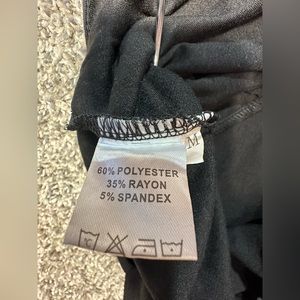 M
60% POLYESTER
35% RAYON
5% SPANDEX